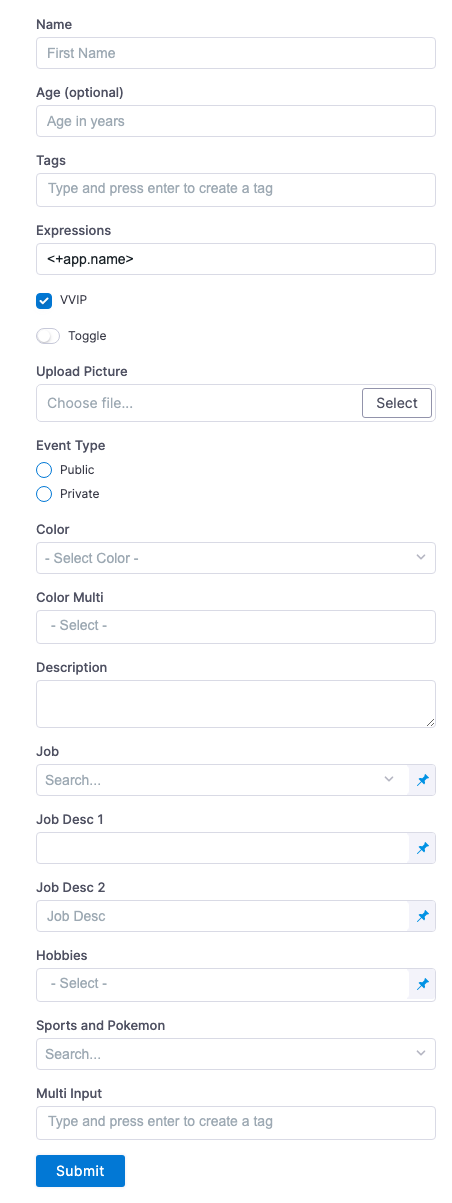 Name
First Name
Age (optional)
Age in years
Tags
Type and press enter to create a tag
Expressions
<+app.name>
VVIP
Toggle
Upload Picture
Choose file...
Select
Event Type
Public
Private
Color
- Select Color -
Color Multi
- Select -
Description
Job
Search...
Job Desc 1
Job Desc 2
Job Desc
Hobbies
- Select -
Sports and Pokemon
Search...
Multi Input
Type and press enter to create a tag
Submit